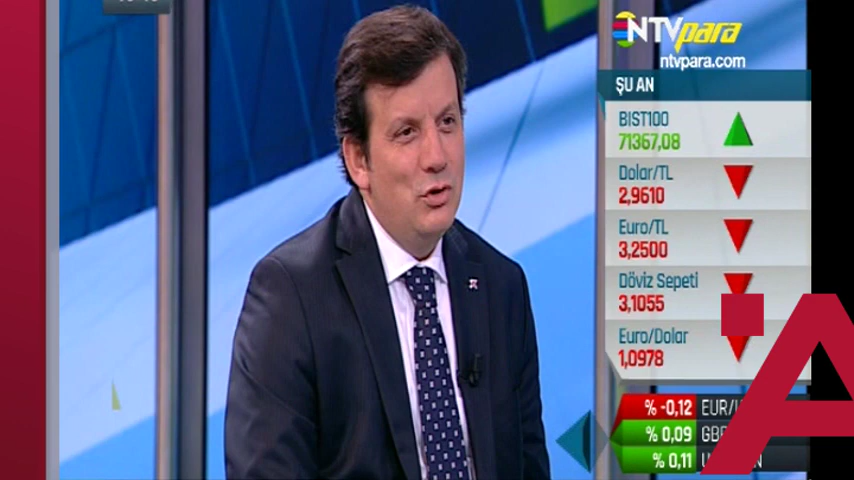 NTVpara
ntvpara.com
ŞU AN
BIST100
71367,08
Dolar/TL
2,9610
Euro/TL
3,2500
Döviz Sepeti
3,1055
Euro/Dolar
1,0978
% -0,12
% 0,09
% 0,11